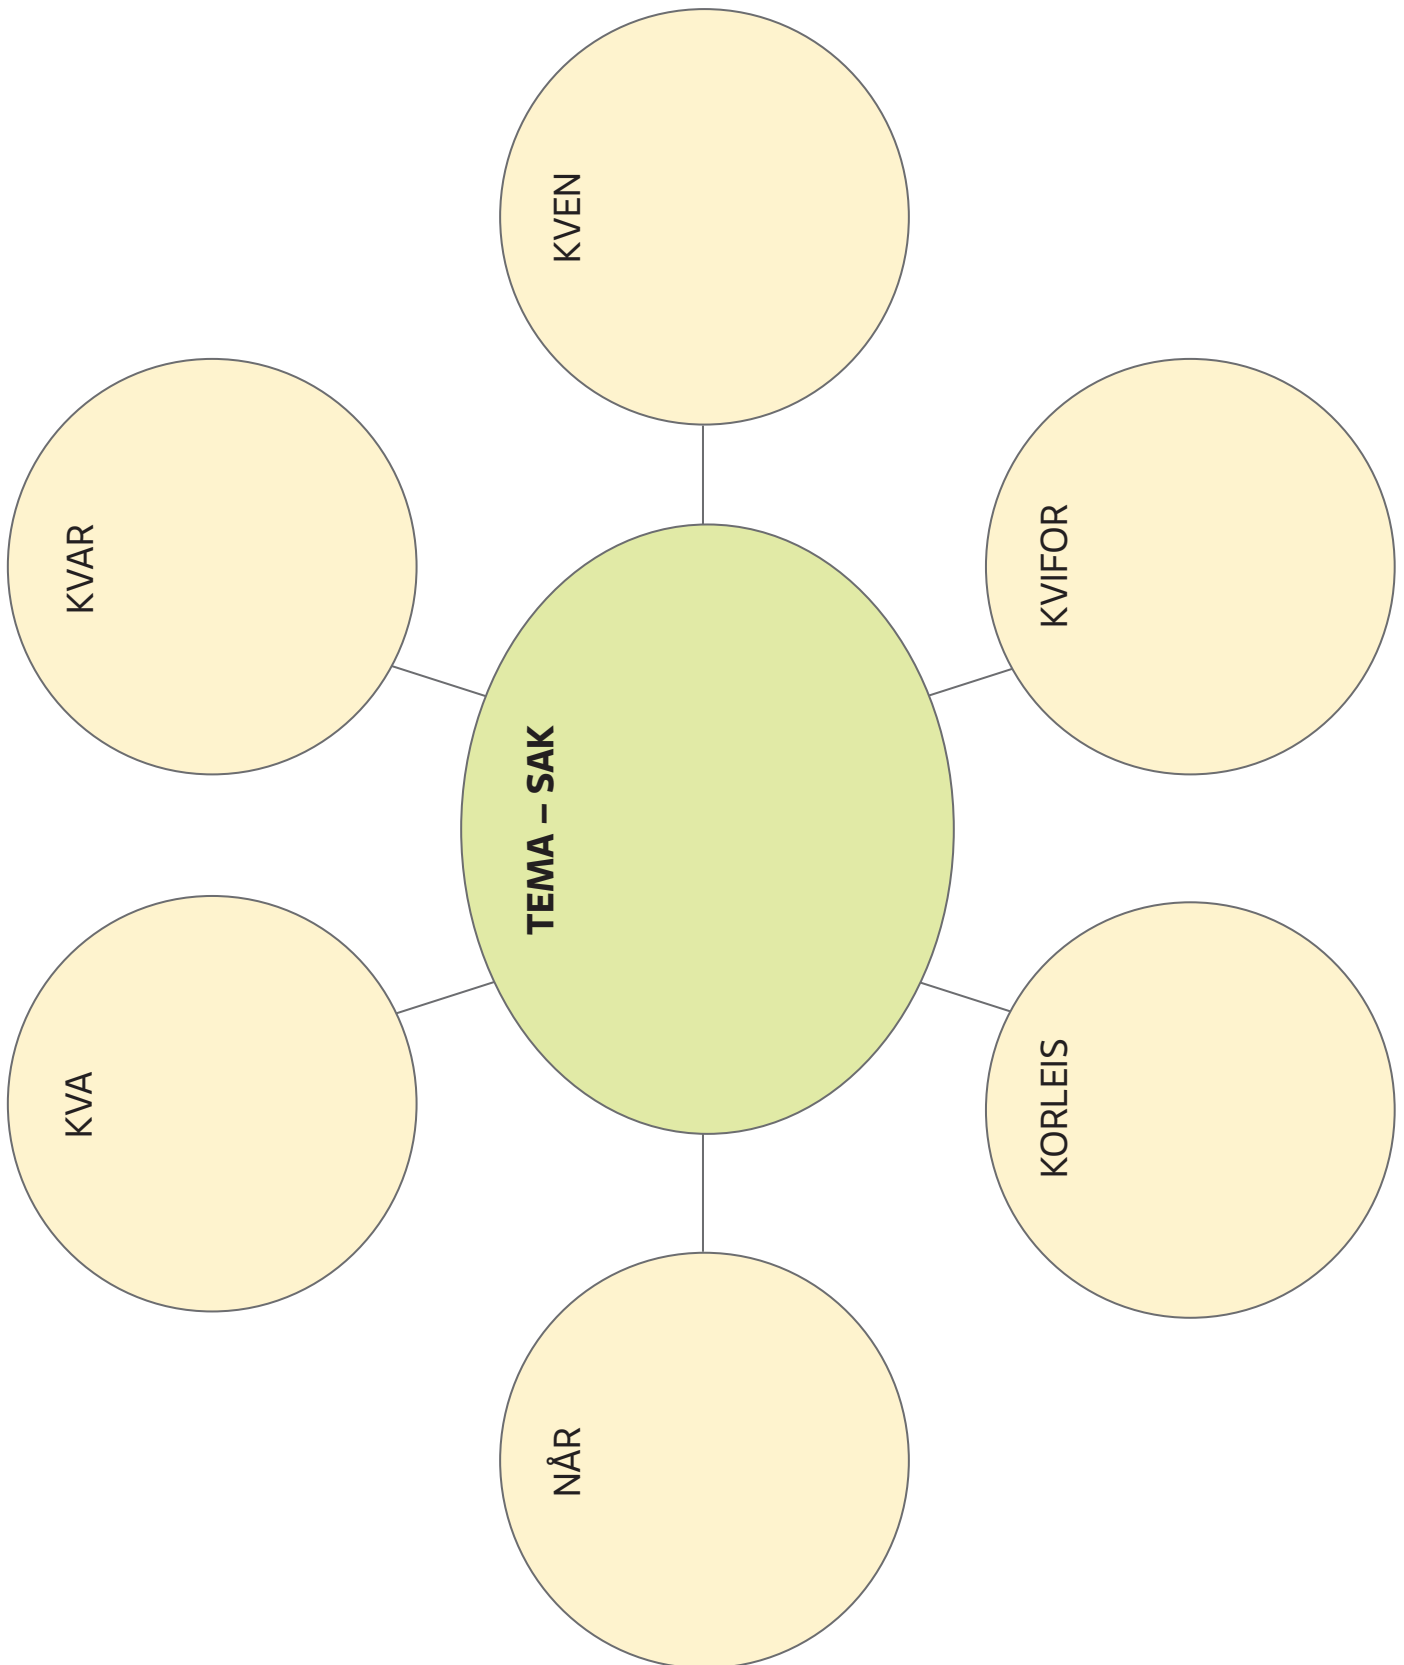 KVA
KVAR
TEMA – SAK
NÅR
KVEN
KORLEIS
KVIFOR